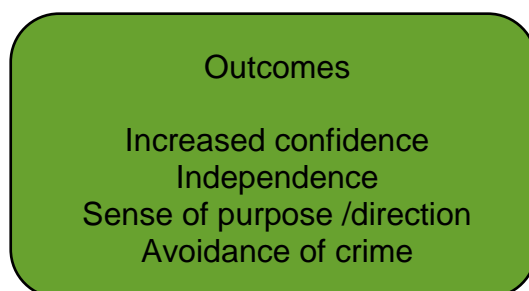 Outcomes
Increased confidence
Independence
Sense of purpose /direction
Avoidance of crime